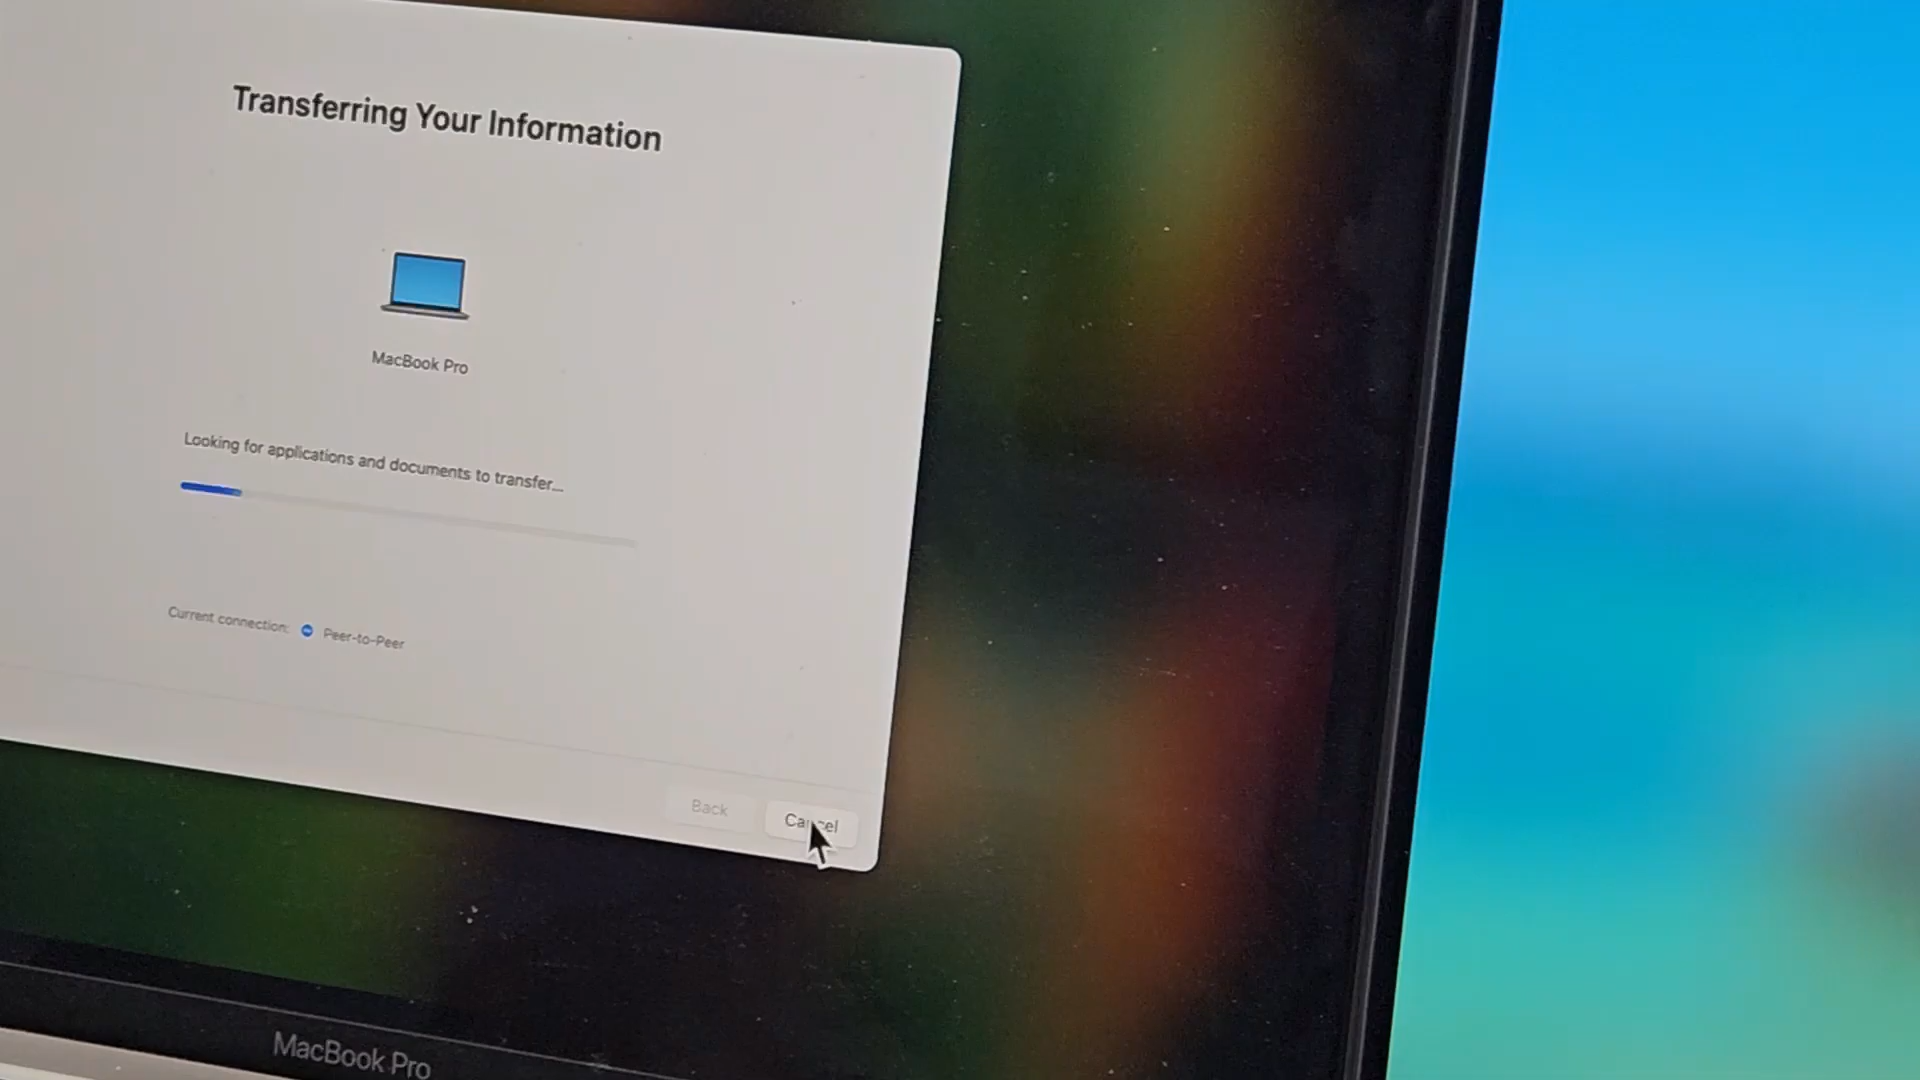 Transferring Your Information
MacBook Pro
Looking for applications and documents to transfer...
Current connection: Peer-to-Peer
Back
Cancel
MacBook Pro